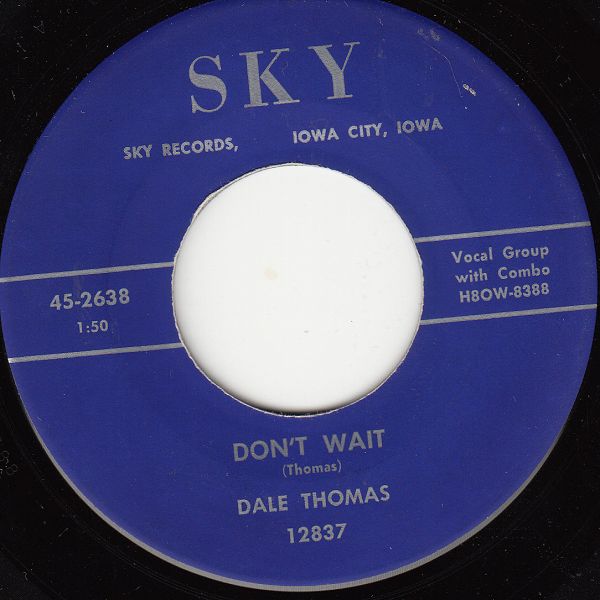 SKY
SKY RECORDS, IOWA CITY, IOWA
45-2638
1:50
Vocal Group
with Combo
H8OW-8388
DON'T WAIT
(Thomas)
DALE THOMAS
12837